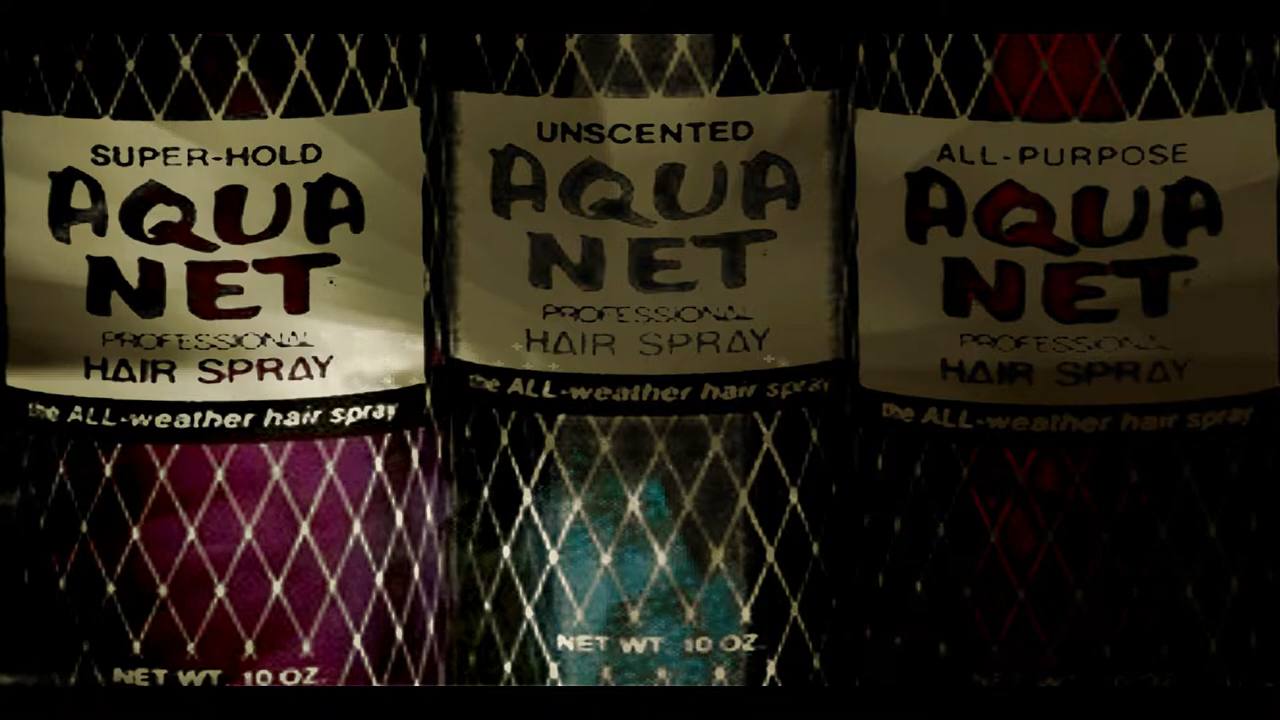 SUPER-HOLD
AQUA
NET
PROFESSIONAL
HAIR SPRAY
the ALL-weather hair spray
NET WT. 10 OZ.
UNSCENTED
AQUA
NET
PROFESSIONAL
HAIR SPRAY
the ALL-weather hair spray
NET WT. 10 OZ.
ALL-PURPOSE
AQUA
NET
PROFESSIONAL
HAIR SPRAY
the ALL-weather hair spray